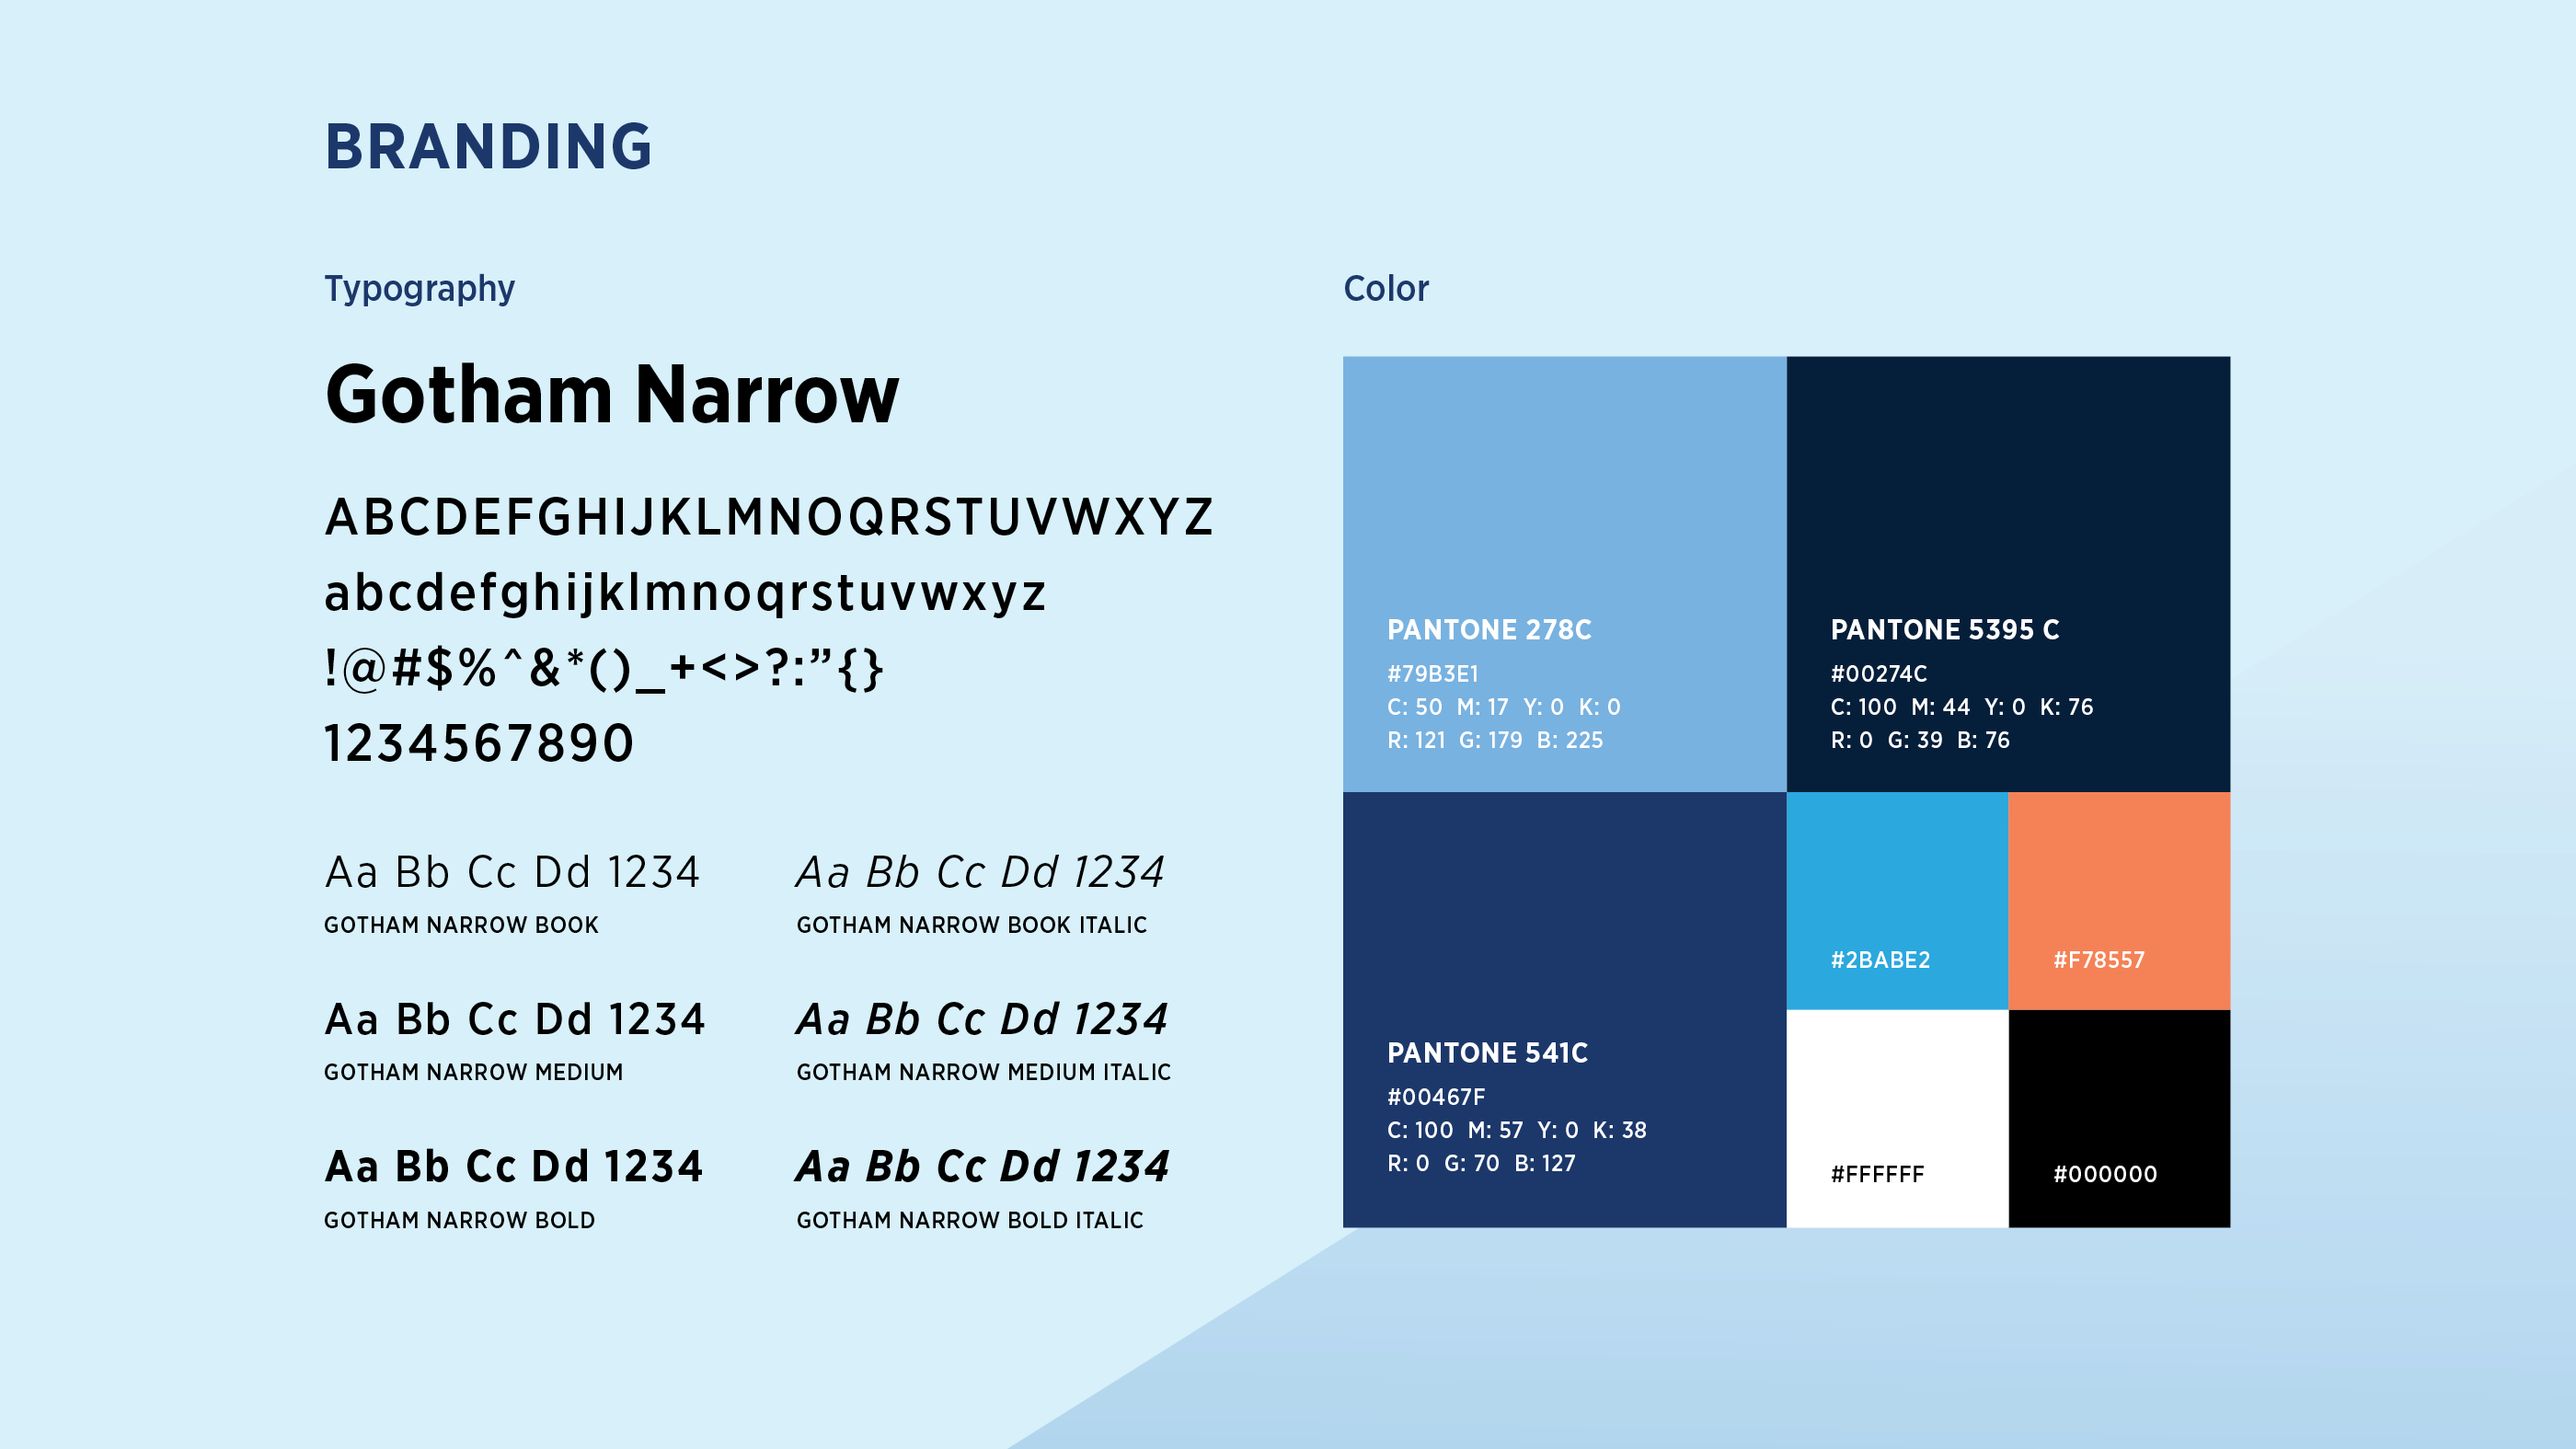 BRANDING
Typography
Gotham Narrow
ABCDEFGHIJKLMNOQRSTUVWXYZ
abcdefghijklmnoqrstuvwxyz
!@#$%^&*()_+<>?:”{}
1234567890
Aa Bb Cc Dd 1234
GOTHAM NARROW BOOK
Aa Bb Cc Dd 1234
GOTHAM NARROW BOOK ITALIC
Aa Bb Cc Dd 1234
GOTHAM NARROW MEDIUM
Aa Bb Cc Dd 1234
GOTHAM NARROW MEDIUM ITALIC
Aa Bb Cc Dd 1234
GOTHAM NARROW BOLD
Aa Bb Cc Dd 1234
GOTHAM NARROW BOLD ITALIC
Color
PANTONE 278C
#79B3E1
C: 50 M: 17 Y: 0 K: 0
R: 121 G: 179 B: 225
PANTONE 5395 C
#00274C
C: 100 M: 44 Y: 0 K: 76
R: 0 G: 39 B: 76
PANTONE 541C
#00467F
C: 100 M: 57 Y: 0 K: 38
R: 0 G: 70 B: 127
#2BABE2
#F78557
#FFFFFF
#000000